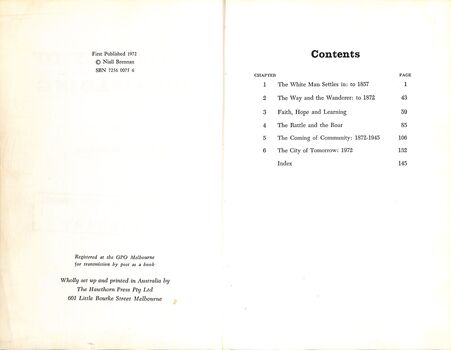 First Published 1972
© Niall Brennan
SBN 7256 0075 6
Registered at the GPO Melbourne
for transmission by post as a book
Wholly set up and printed in Australia by
The Hawthorn Press Pty Ltd
601 Little Bourke Street Melbourne
Contents
CHAPTER PAGE
1 The White Man Settles in: to 1857 1
2 The Way and the Wanderer: to 1872 43
3 Faith, Hope and Learning 59
4 The Rattle and the Roar 85
5 The Coming of Community: 1872-1945 106
6 The City of Tomorrow: 1972 132
Index 145